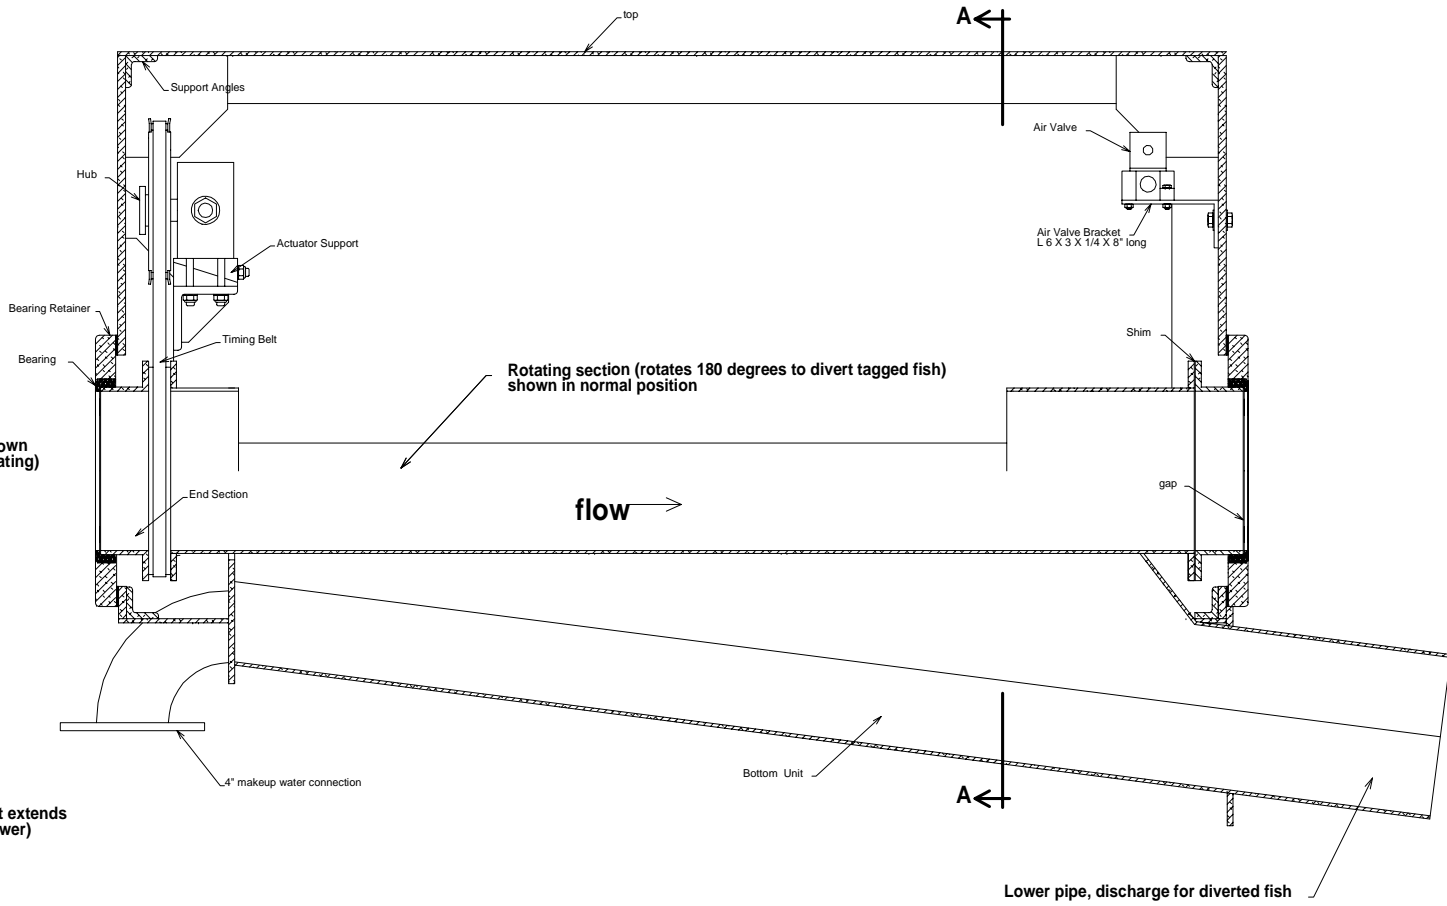 top
A
Support Angles
Air Valve
Hub
Air Valve Bracket
L 6 X 3 X 1/4 X 8" long
Actuator Support
Bearing Retainer
Timing Belt
Shim
Bearing
Rotating section (rotates 180 degrees to divert tagged fish)
shown in normal position
own
ating)
End Section
flow
gap
Bottom Unit
4" makeup water connection
A
t extends
wer)
Lower pipe, discharge for diverted fish